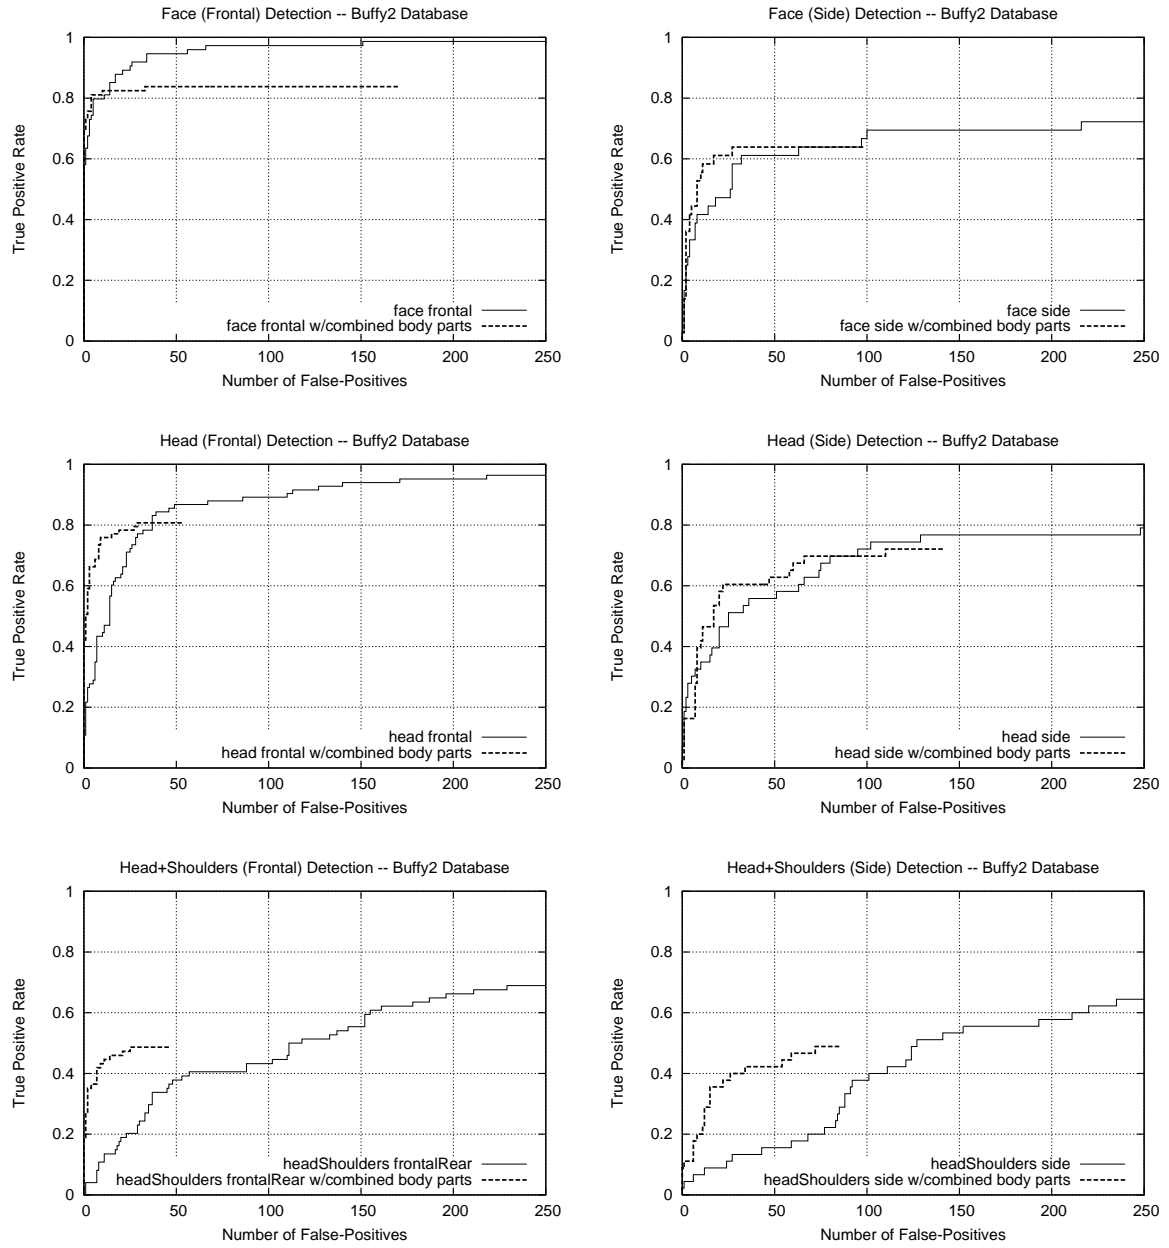 Face (Frontal) Detection -- Buffy2 Database
1
0.8
0.6
0.4
0.2
0
True Positive Rate
face frontal
face frontal w/combined body parts
0 50 100 150 200 250
Number of False-Positives
Face (Side) Detection -- Buffy2 Database
1
0.8
0.6
0.4
0.2
0
True Positive Rate
face side
face side w/combined body parts
0 50 100 150 200 250
Number of False-Positives
Head (Frontal) Detection -- Buffy2 Database
1
0.8
0.6
0.4
0.2
0
True Positive Rate
head frontal
head frontal w/combined body parts
0 50 100 150 200 250
Number of False-Positives
Head (Side) Detection -- Buffy2 Database
1
0.8
0.6
0.4
0.2
0
True Positive Rate
head side
head side w/combined body parts
0 50 100 150 200 250
Number of False-Positives
Head+Shoulders (Frontal) Detection -- Buffy2 Database
1
0.8
0.6
0.4
0.2
0
True Positive Rate
headShoulders frontalRear
headShoulders frontalRear w/combined body parts
0 50 100 150 200 250
Number of False-Positives
Head+Shoulders (Side) Detection -- Buffy2 Database
1
0.8
0.6
0.4
0.2
0
True Positive Rate
headShoulders side
headShoulders side w/combined body parts
0 50 100 150 200 250
Number of False-Positives